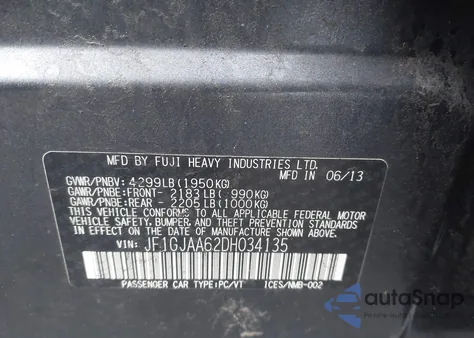 MFD BY FUJI HEAVY INDUSTRIES LTD.
GVWR/PNBV: 4299LB(1950KG) MFD IN 06/13
GAWR/PNBE:FRONT- 2183LB( 990KG)
GAWR/PNBE:REAR - 2205LB(1000KG)
THIS VEHICLE CONFORMS TO ALL APPLICABLE FEDERAL MOTOR
VEHICLE SAFETY, BUMPER, AND THEFT PREVENTION STANDARDS
IN EFFECT ON THE DATE OF MANUFACTURE SHOWN ABOVE.
VIN: JF1GJAA62DH034135
PASSENGER CAR TYPE:PC/VT ICES/NMB-002
autoSnap